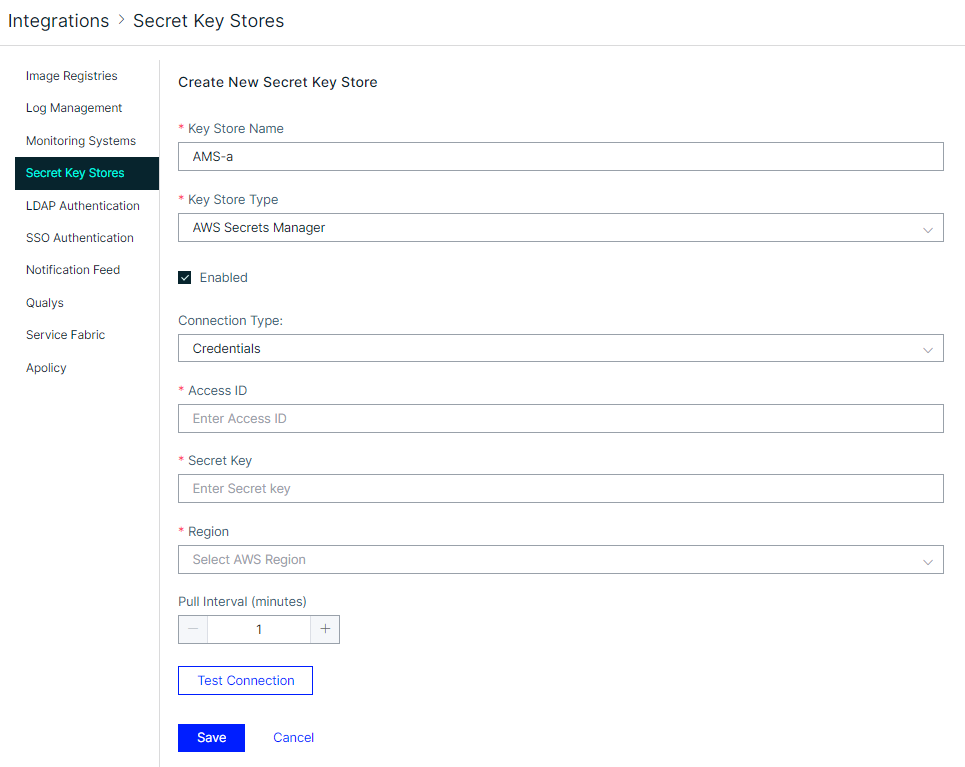 Integrations > Secret Key Stores
Image Registries
Log Management
Monitoring Systems
Secret Key Stores
LDAP Authentication
SSO Authentication
Notification Feed
Qualys
Service Fabric
Apolicy
Create New Secret Key Store
* Key Store Name
AMS-a
* Key Store Type
AWS Secrets Manager
Enabled
Connection Type:
Credentials
* Access ID
Enter Access ID
* Secret Key
Enter Secret key
* Region
Select AWS Region
Pull Interval (minutes)
— 1 +
Test Connection
Save Cancel